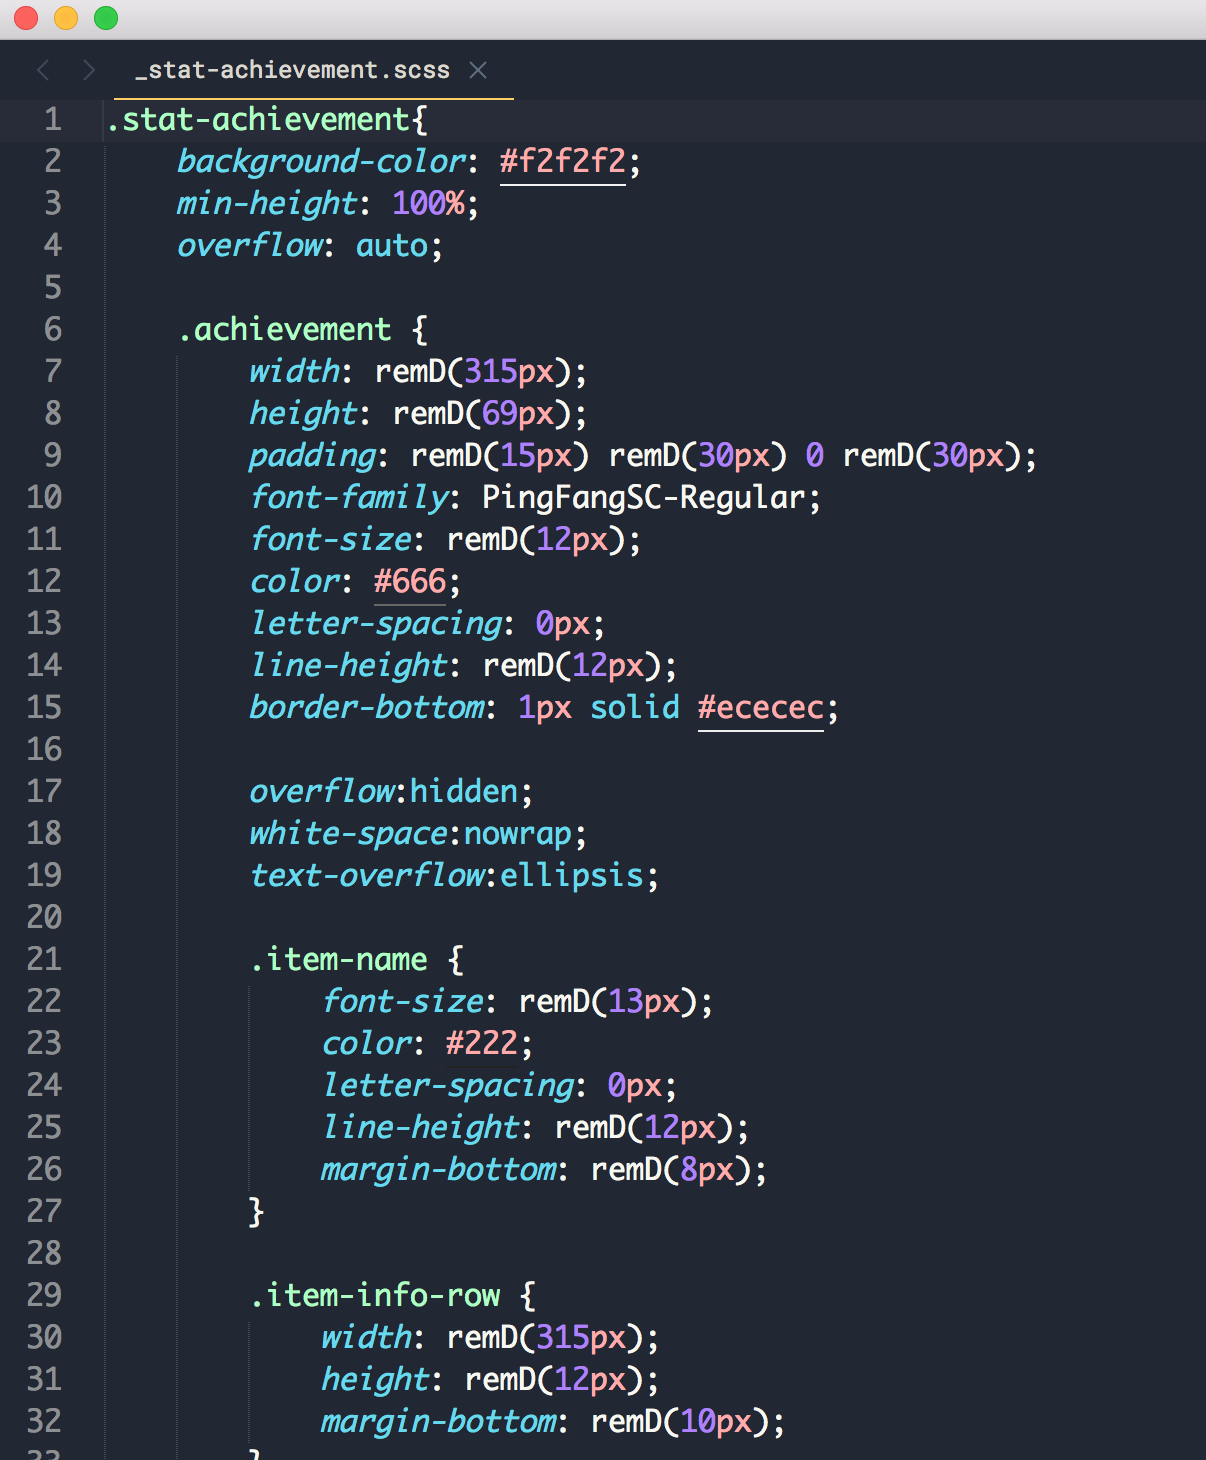 _stat-achievement.scss
1 .stat-achievement{
2 background-color: #f2f2f2;
3 min-height: 100%;
4 overflow: auto;
5
6 .achievement {
7 width: remD(315px);
8 height: remD(69px);
9 padding: remD(15px) remD(30px) 0 remD(30px);
10 font-family: PingFangSC-Regular;
11 font-size: remD(12px);
12 color: #666;
13 letter-spacing: 0px;
14 line-height: remD(12px);
15 border-bottom: 1px solid #ececec;
16
17 overflow:hidden;
18 white-space:nowrap;
19 text-overflow:ellipsis;
20
21 .item-name {
22 font-size: remD(13px);
23 color: #222;
24 letter-spacing: 0px;
25 line-height: remD(12px);
26 margin-bottom: remD(8px);
27 }
28
29 .item-info-row {
30 width: remD(315px);
31 height: remD(12px);
32 margin-bottom: remD(10px);
33 }